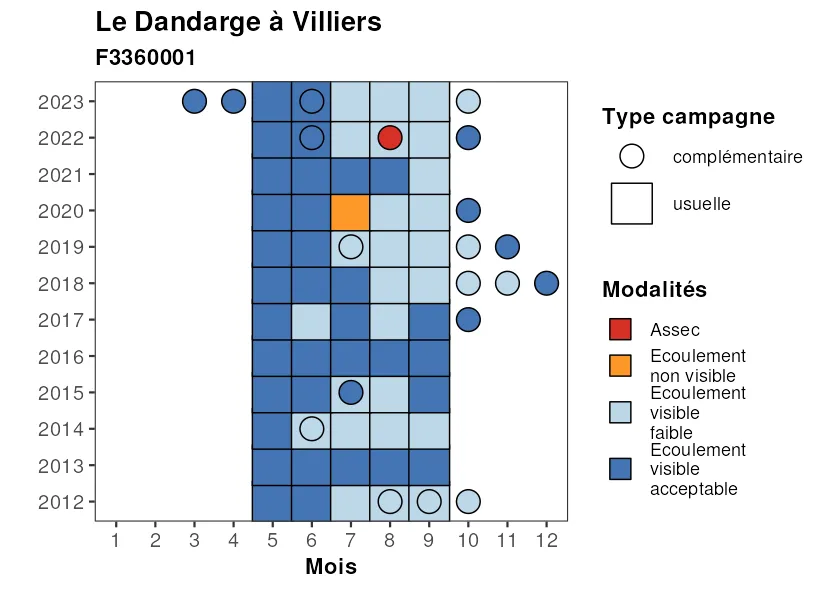 Le Dandarge à Villiers
F3360001
2023
2022
2021
2020
2019
2018
2017
2016
2015
2014
2013
2012
1 2 3 4 5 6 7 8 9 10 11 12
Mois
Type campagne
complémentaire
usuelle
Modalités
Assec
Ecoulement
non visible
Ecoulement
visible
faible
Ecoulement
visible
acceptable